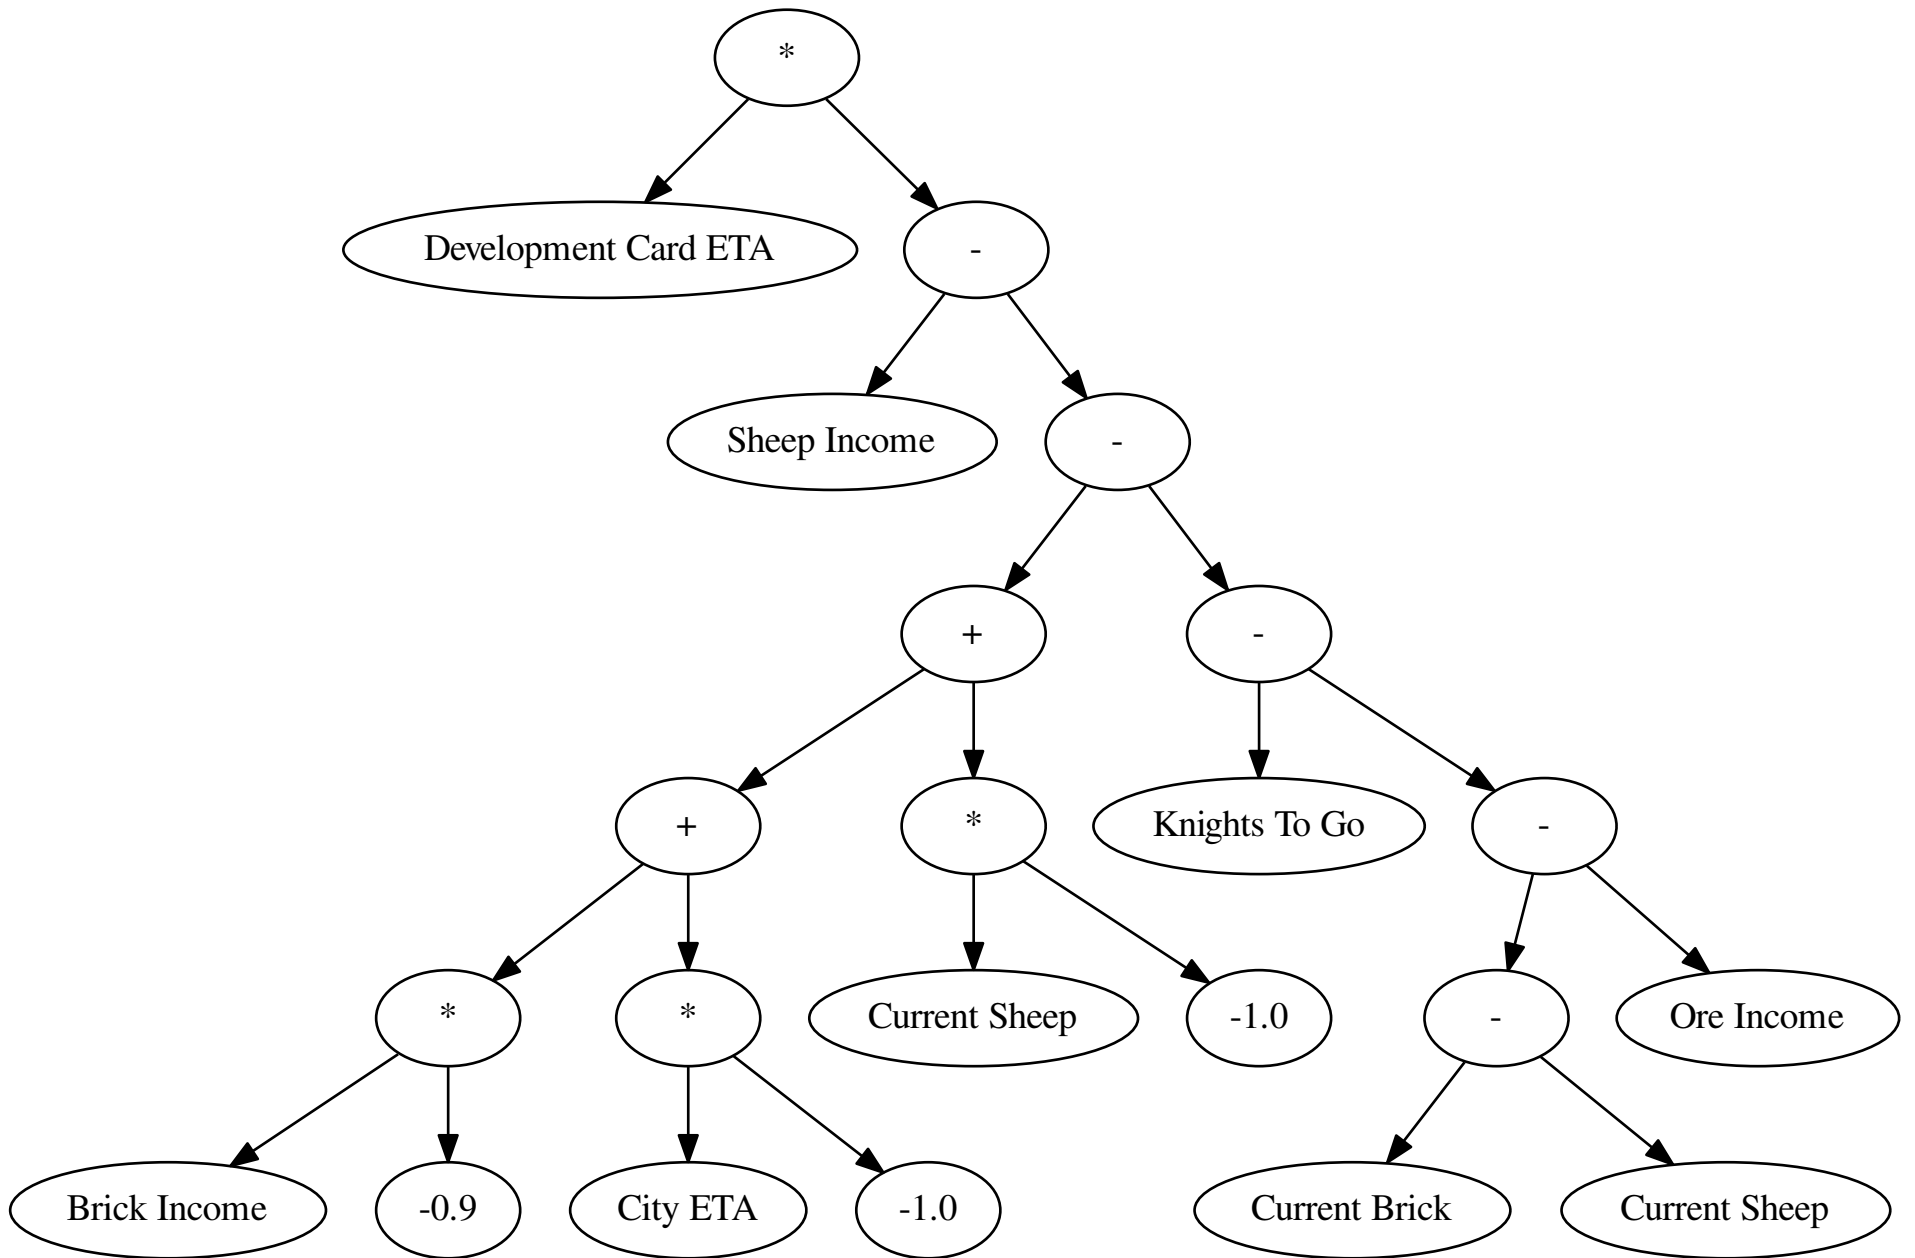 *
Development Card ETA
-
Sheep Income
-
+
-
+
*
Knights To Go
-
*
*
Current Sheep
-1.0
-
Ore Income
Brick Income
-0.9
City ETA
-1.0
Current Brick
Current Sheep